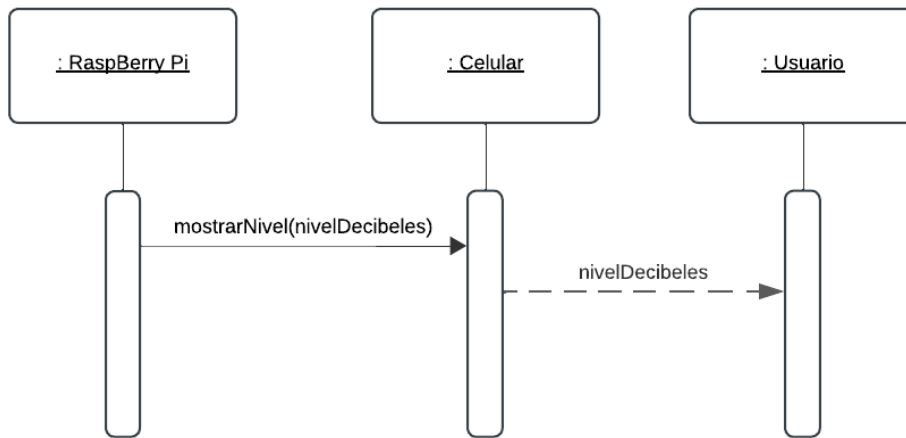 : RaspBerry Pi
: Celular
: Usuario
mostrarNivel(nivelDecibeles)
nivelDecibeles